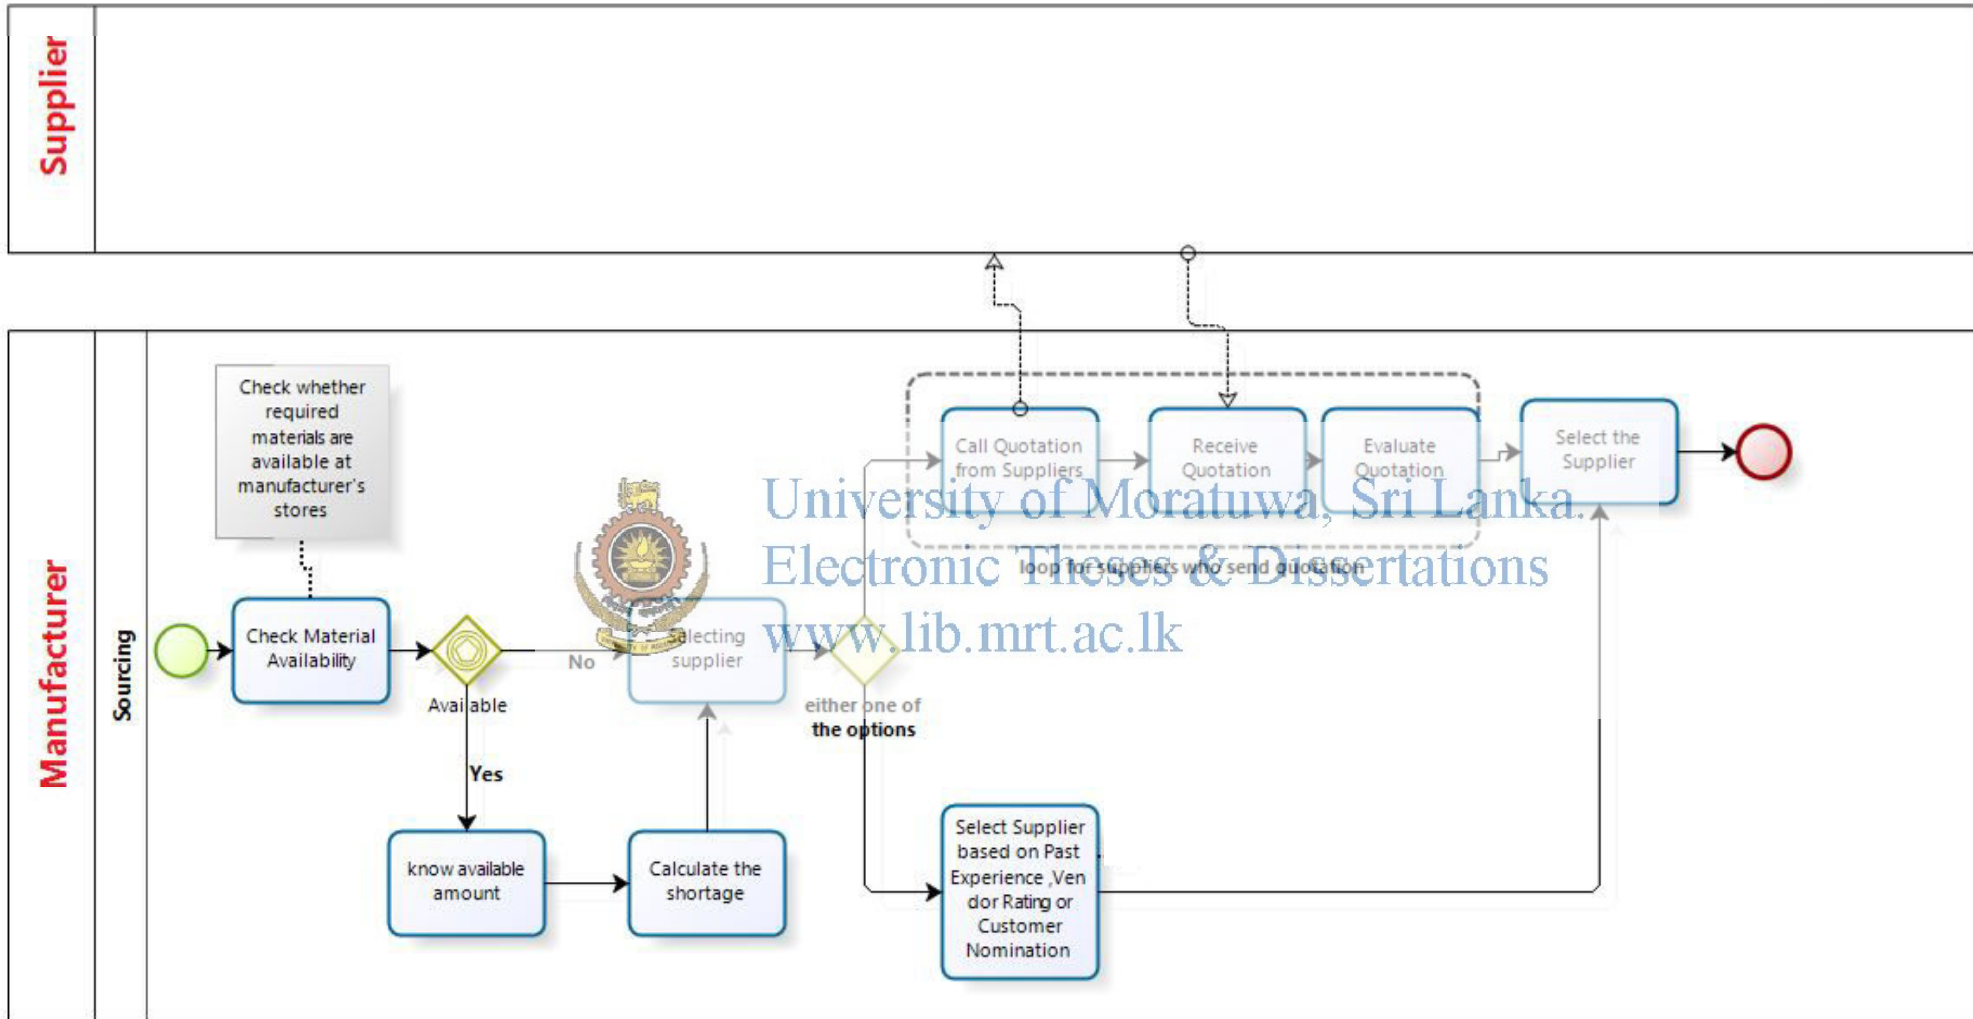 Supplier
Manufacturer
Sourcing
Check whether
required
materials are
available at
manufacturer's
stores
Check Material
Availability
Available
No
Yes
know available
amount
Calculate the
shortage
Selecting
supplier
either one of
the options
Call Quotation
from Suppliers
Receive
Quotation
Evaluate
Quotation
loop for suppliers who send quotation
Select the
Supplier
Select Supplier
based on Past
Experience ,Ven
dor Rating or
Customer
Nomination
University of Moratuwa, Sri Lanka.
Electronic Theses & Dissertations
www.lib.mrt.ac.lk